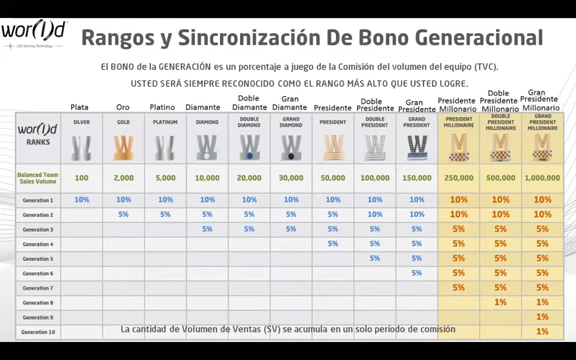 wor(l)d
Life Sensing Technology
Rangos y Sincronización De Bono Generacional
El BONO de la GENERACIÓN es un porcentaje a juego de la Comisión del volumen del equipo (TVC).
USTED SERÁ SIEMPRE RECONOCIDO COMO EL RANGO MÁS ALTO QUE USTED LOGRE.
Plata Oro Platino Diamante Doble Diamante Gran Diamante Presidente Doble Presidente Gran Presidente Presidente Millonario Doble Presidente Millonario Gran Presidente Millonario
wor(l)d RANKS SILVER GOLD PLATINUM DIAMOND DOUBLE DIAMOND GRAND DIAMOND PRESIDENT DOUBLE PRESIDENT GRAND PRESIDENT PRESIDENT MILLIONAIRE DOUBLE PRESIDENT MILLIONAIRE GRAND PRESIDENT MILLIONAIRE
Balanced Team Sales Volume 100 2,000 5,000 10,000 20,000 30,000 50,000 100,000 150,000 250,000 500,000 1,000,000
Generation 1 10% 10% 10% 10% 10% 10% 10% 10% 10% 10% 10% 10%
Generation 2 5% 5% 5% 5% 5% 5% 10% 10% 10% 10% 10%
Generation 3 5% 5% 5% 5% 5% 5% 5% 5% 5%
Generation 4 5% 5% 5% 5% 5% 5%
Generation 5 5% 5% 5% 5% 5%
Generation 6 5% 5% 5% 5%
Generation 7 5% 5% 5%
Generation 8 1% 1%
Generation 9 1%
Generation 10 1%
La cantidad de Volumen de Ventas (SV) se acumula en un solo período de comisión